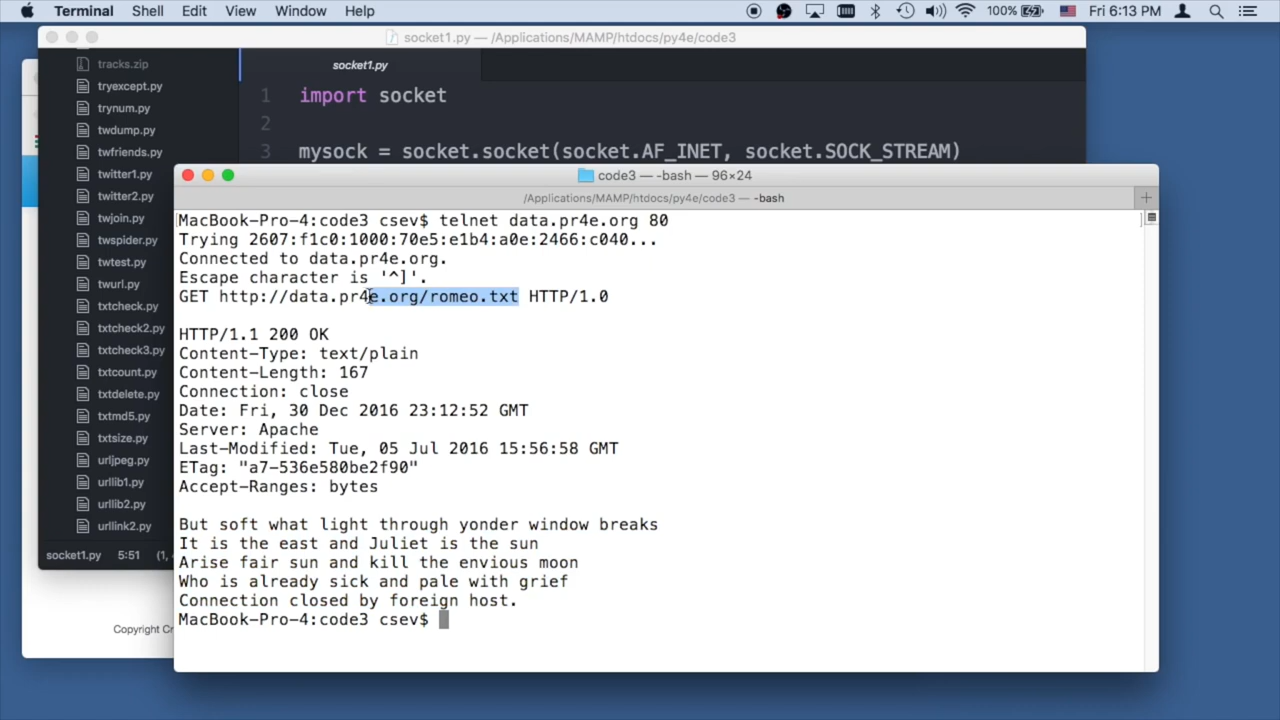 Terminal Shell Edit View Window Help 100% Fri 6:13 PM
socket1.py — /Applications/MAMP/htdocs/py4e/code3
tracks.zip
tryexcept.py
trynum.py
twdump.py
twfriends.py
twitter1.py
twitter2.py
twjoin.py
twspider.py
twtest.py
twurl.py
txtcheck.py
txtcheck2.py
txtcheck3.py
txtcount.py
txtdelete.py
txtmd5.py
txtsize.py
urljpeg.py
urllib1.py
urllib2.py
urllink2.py
socket1.py 5:51 (1,
socket1.py
1 import socket
2
3 mysock = socket.socket(socket.AF_INET, socket.SOCK_STREAM)
code3 — -bash — 96×24
/Applications/MAMP/htdocs/py4e/code3 — -bash
MacBook-Pro-4:code3 csev$ telnet data.pr4e.org 80
Trying 2607:f1c0:1000:70e5:e1b4:a0e:2466:c040...
Connected to data.pr4e.org.
Escape character is '^]'.
GET http://data.pr4e.org/romeo.txt HTTP/1.0
HTTP/1.1 200 OK
Content-Type: text/plain
Content-Length: 167
Connection: close
Date: Fri, 30 Dec 2016 23:12:52 GMT
Server: Apache
Last-Modified: Tue, 05 Jul 2016 15:56:58 GMT
ETag: "a7-536e580be2f90"
Accept-Ranges: bytes
But soft what light through yonder window breaks
It is the east and Juliet is the sun
Arise fair sun and kill the envious moon
Who is already sick and pale with grief
Connection closed by foreign host.
MacBook-Pro-4:code3 csev$
Copyright Cr